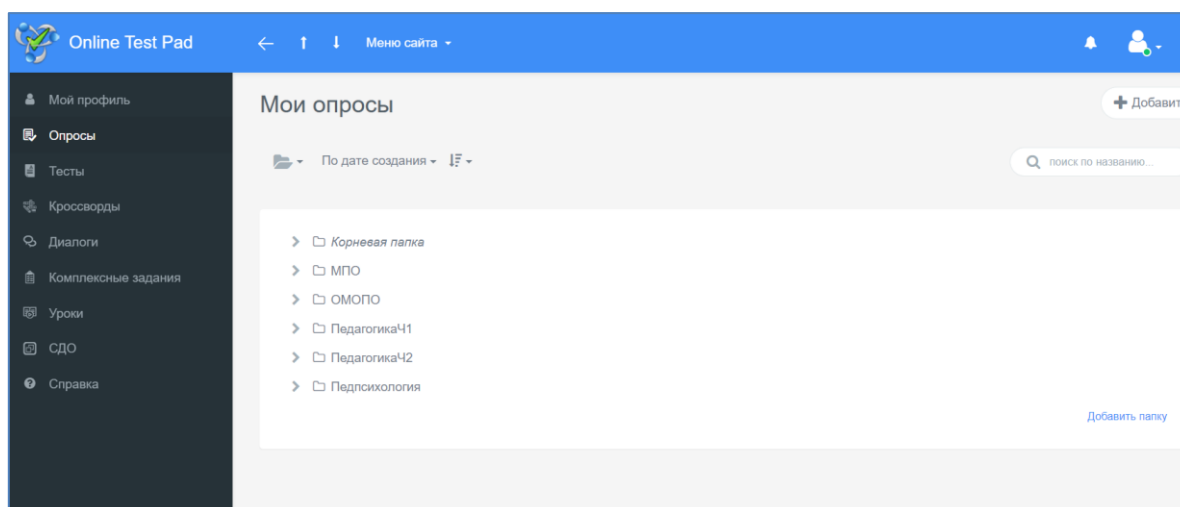 Online Test Pad
Меню сайта
Мой профиль
Опросы
Тесты
Кроссворды
Диалоги
Комплексные задания
Уроки
СДО
Справка
Мои опросы
Добавит
По дате создания
поиск по названию...
Корневая папка
МПО
ОМОПО
ПедагогикаЧ1
ПедагогикаЧ2
Педпсихология
Добавить папку